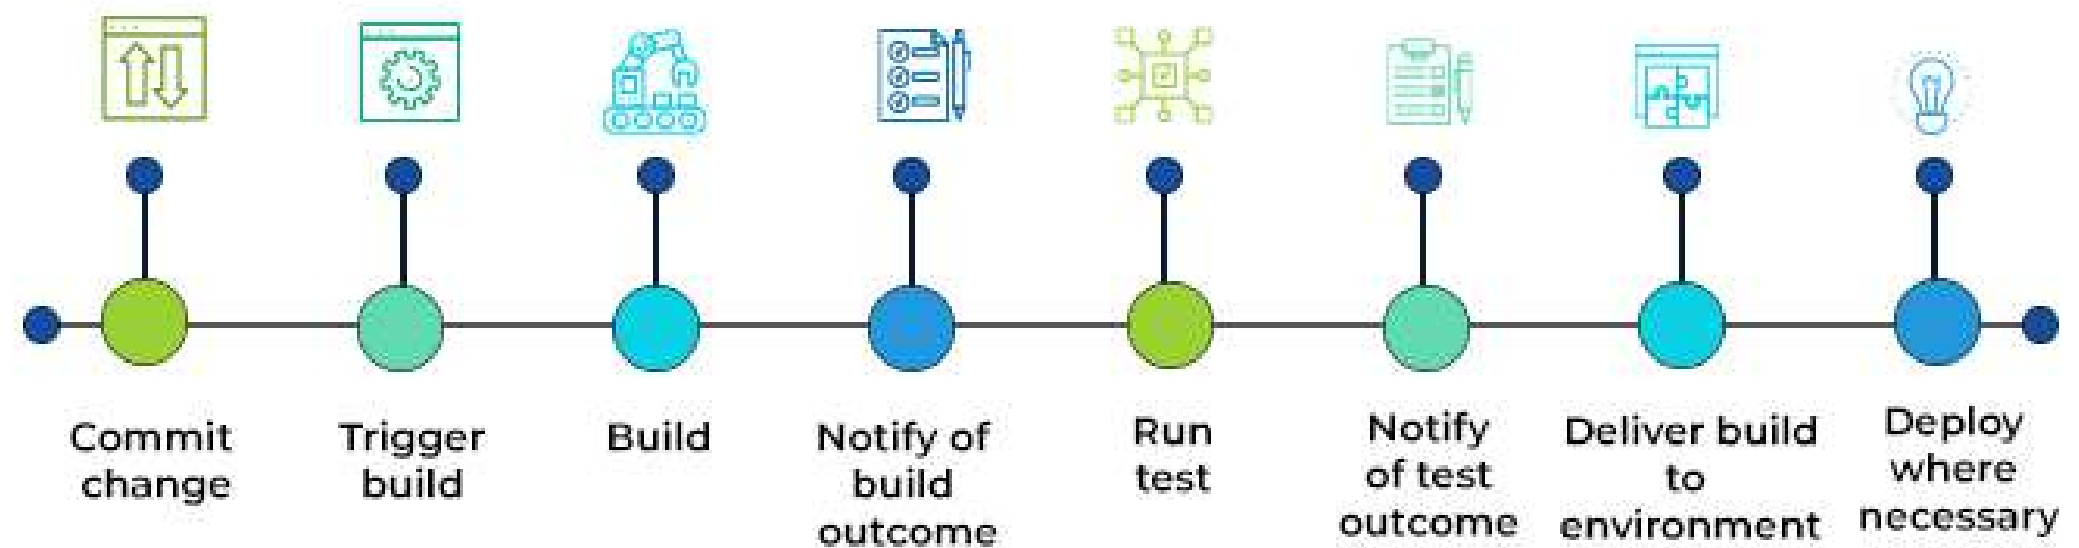 Commit
change
Trigger
build
Build
Notify of
build
outcome
Run
test
Notify
of test
outcome
Deliver build
to
environment
Deploy
where
necessary